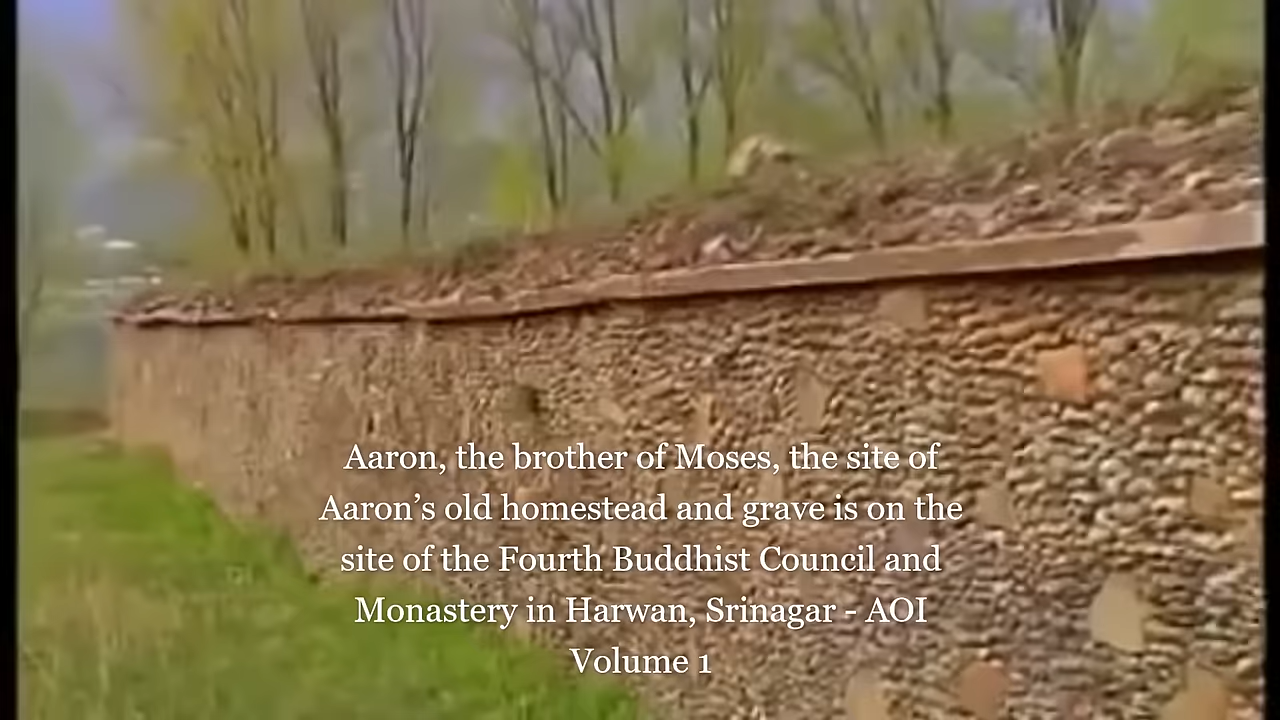 Aaron, the brother of Moses, the site of
Aaron’s old homestead and grave is on the
site of the Fourth Buddhist Council and
Monastery in Harwan, Srinagar - AOI
Volume 1